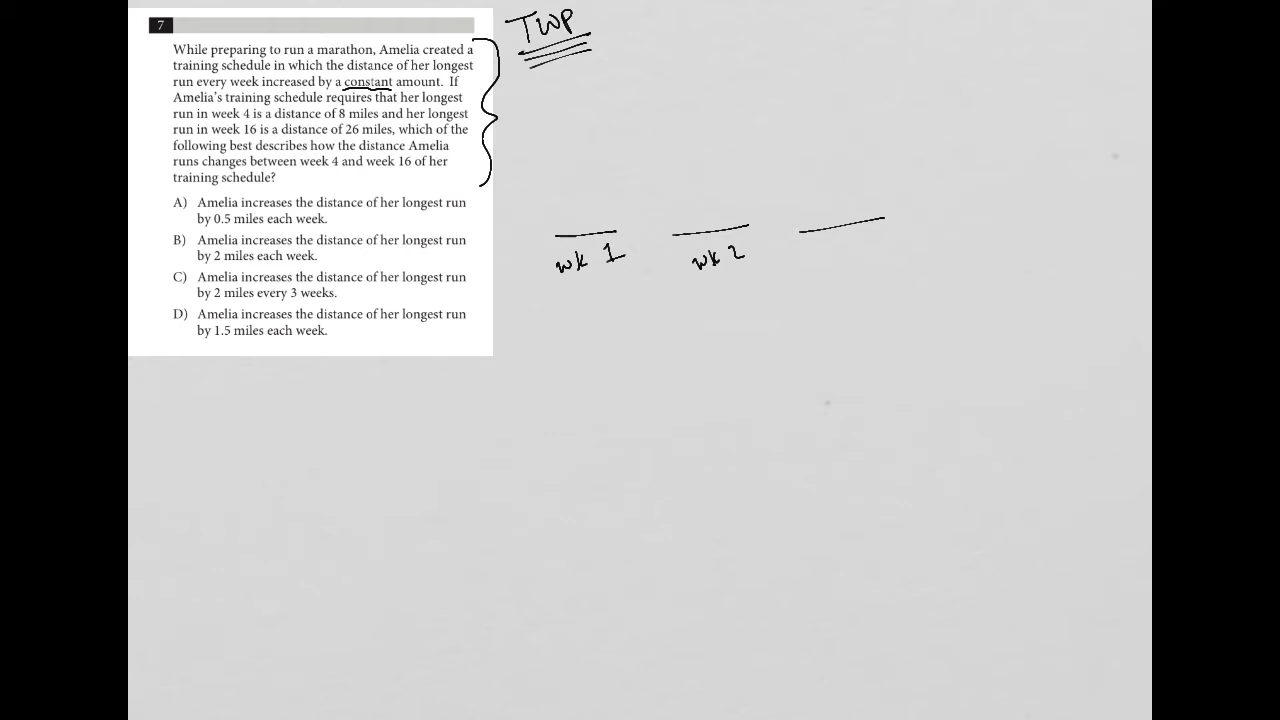 7
TWP
While preparing to run a marathon, Amelia created a
training schedule in which the distance of her longest
run every week increased by a constant amount. If
Amelia's training schedule requires that her longest
run in week 4 is a distance of 8 miles and her longest
run in week 16 is a distance of 26 miles, which of the
following best describes how the distance Amelia
runs changes between week 4 and week 16 of her
training schedule?
A) Amelia increases the distance of her longest run
by 0.5 miles each week.
B) Amelia increases the distance of her longest run
by 2 miles each week.
C) Amelia increases the distance of her longest run
by 2 miles every 3 weeks.
D) Amelia increases the distance of her longest run
by 1.5 miles each week.
wk 1 wk 2